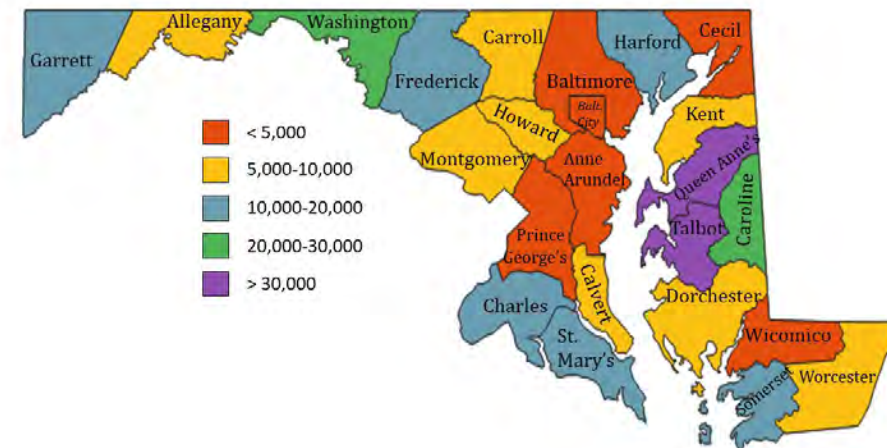 Garrett
Allegany
Washington
Frederick
Carroll
Baltimore
Balt.
City
Harford
Cecil
Howard
Montgomery
Anne
Arundel
Kent
Queen Anne's
Talbot
Caroline
Prince
George's
Calvert
Charles
St.
Mary's
Dorchester
Wicomico
Somerset
Worcester
< 5,000
5,000-10,000
10,000-20,000
20,000-30,000
> 30,000